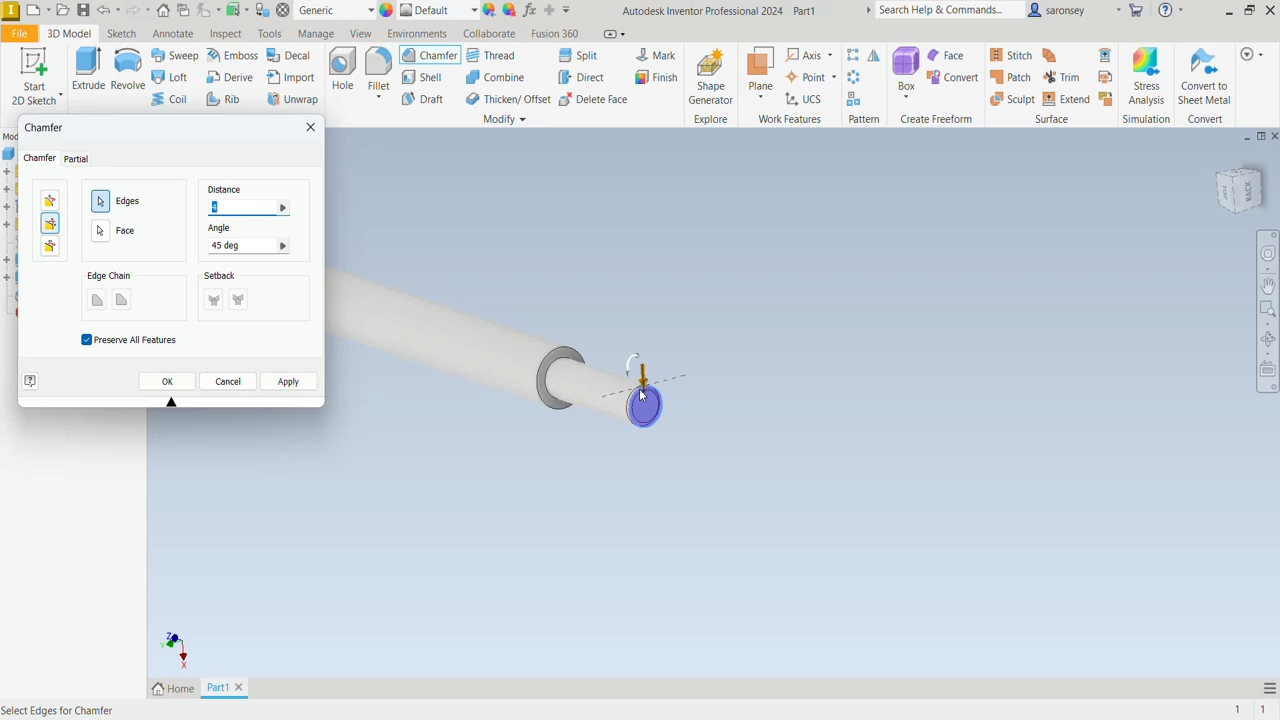 Generic
Default
Autodesk Inventor Professional 2024 Part1
Search Help & Commands...
saronsey
File
3D Model
Sketch
Annotate
Inspect
Tools
Manage
View
Environments
Collaborate
Fusion 360
Start
2D Sketch
Extrude
Revolve
Sweep
Loft
Coil
Emboss
Derive
Rib
Decal
Import
Unwrap
Hole
Fillet
Chamfer
Shell
Draft
Thread
Combine
Thicken/ Offset
Split
Direct
Delete Face
Mark
Finish
Modify
Shape
Generator
Explore
Plane
Axis
Point
UCS
Work Features
Pattern
Box
Face
Convert
Create Freeform
Stitch
Patch
Sculpt
Trim
Extend
Surface
Stress
Analysis
Simulation
Convert to
Sheet Metal
Convert
Chamfer
Chamfer
Partial
Edges
Face
Distance
4
Angle
45 deg
Edge Chain
Setback
Preserve All Features
OK
Cancel
Apply
BACK
Z
Y
X
Home
Part1
Select Edges for Chamfer
1
1